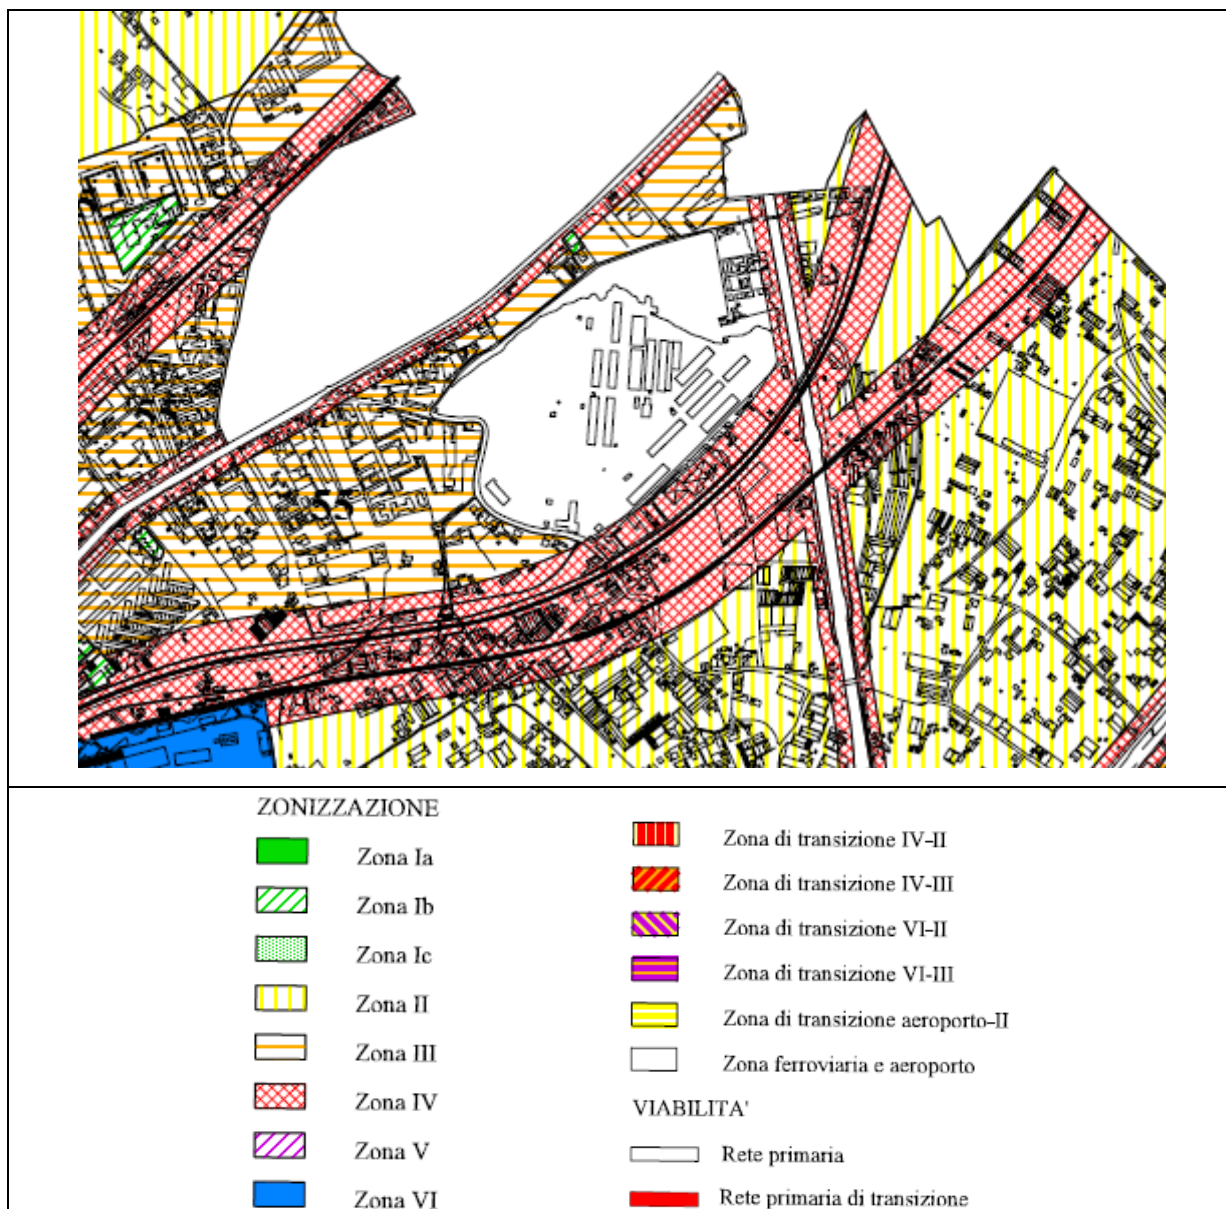 ZONIZZAZIONE
Zona Ia
Zona Ib
Zona Ic
Zona II
Zona III
Zona IV
Zona V
Zona VI
Zona di transizione IV-II
Zona di transizione IV-III
Zona di transizione VI-II
Zona di transizione VI-III
Zona di transizione aeroporto-II
Zona ferroviaria e aeroporto
VIABILITA'
Rete primaria
Rete primaria di transizione